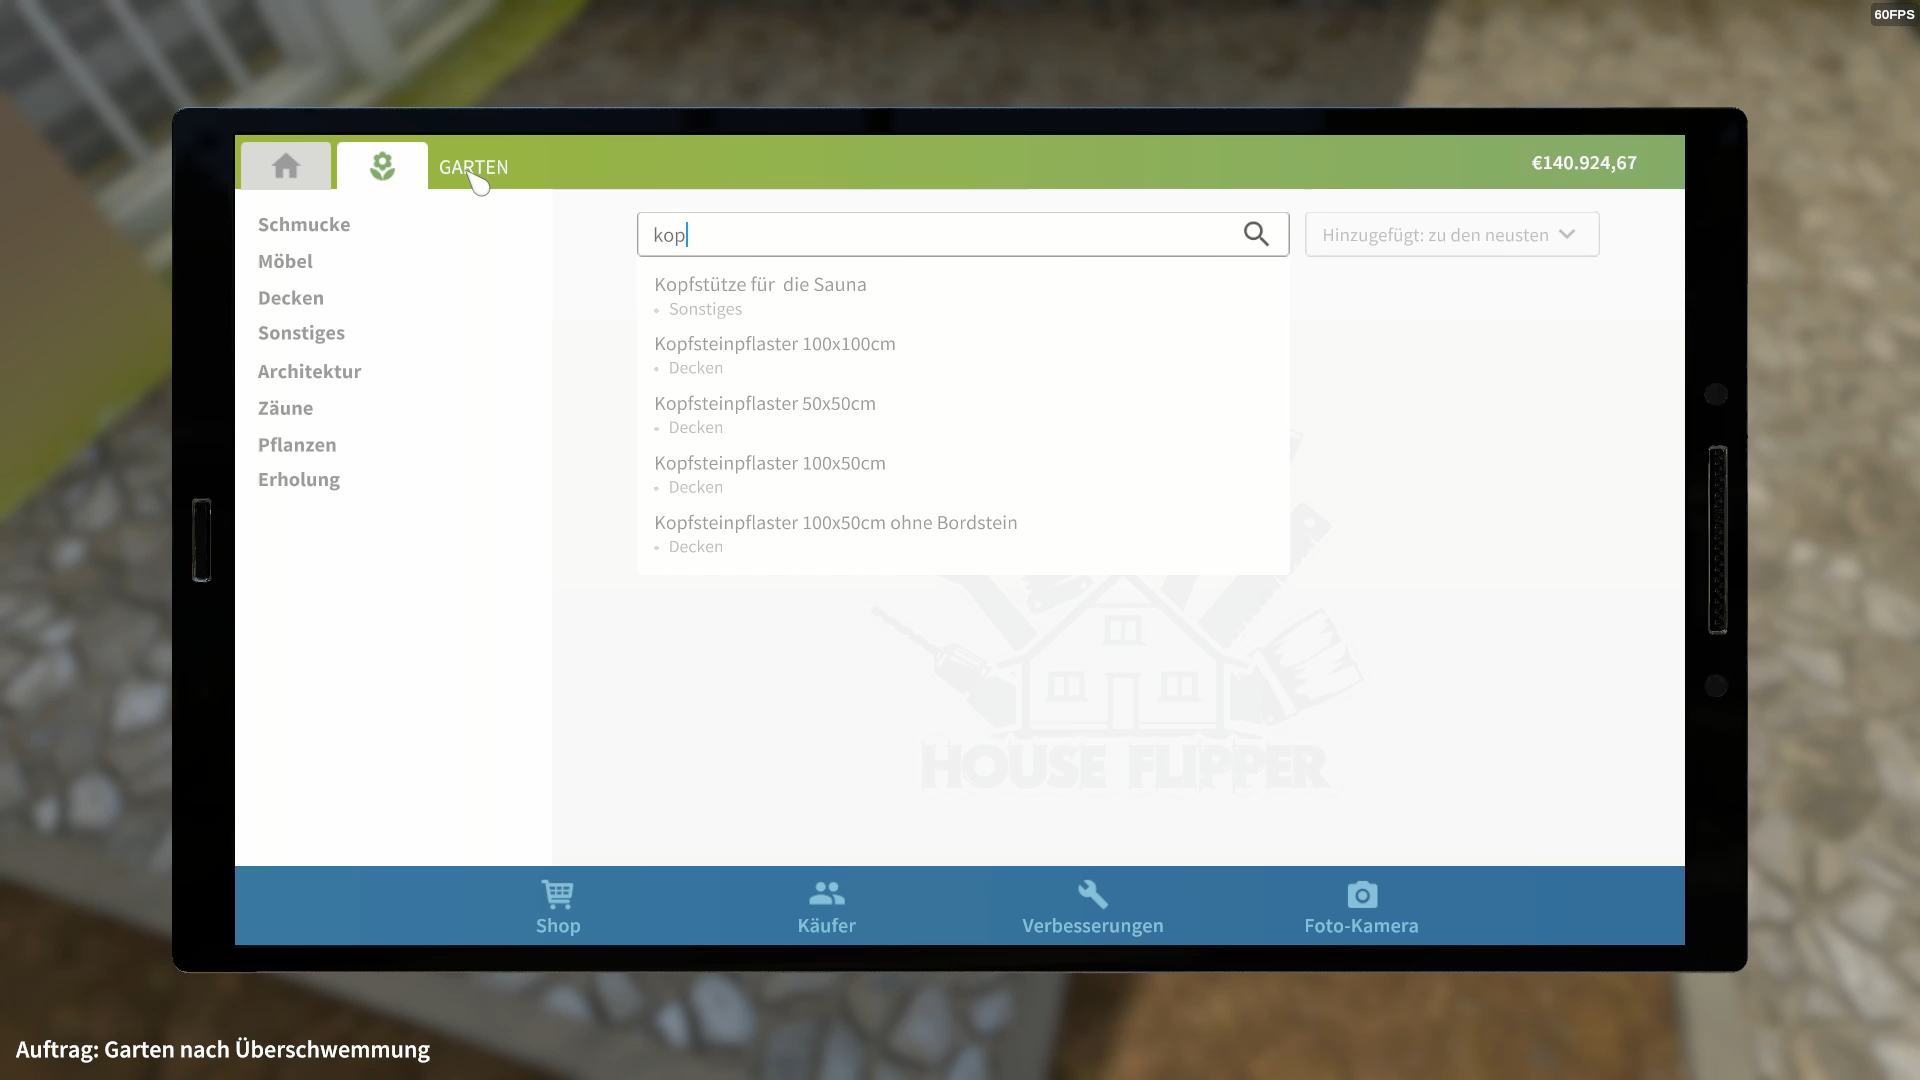 60FPS
GARTEN
€140.924,67
Schmucke
Möbel
Decken
Sonstiges
Architektur
Zäune
Pflanzen
Erholung
kop
Hinzugefügt: zu den neusten
Kopfstütze für  die Sauna
• Sonstiges
Kopfsteinpflaster 100x100cm
• Decken
Kopfsteinpflaster 50x50cm
• Decken
Kopfsteinpflaster 100x50cm
• Decken
Kopfsteinpflaster 100x50cm ohne Bordstein
• Decken
HOUSE FLIPPER
Shop
Käufer
Verbesserungen
Foto-Kamera
Auftrag: Garten nach Überschwemmung